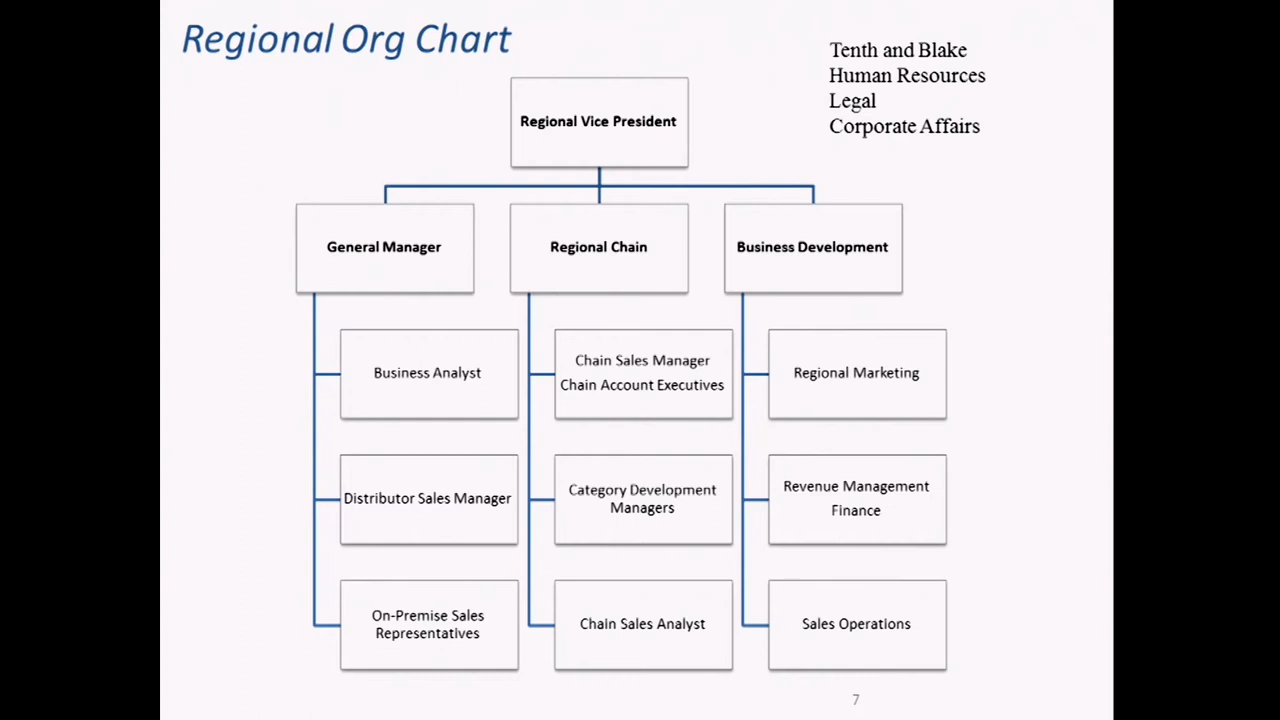 Regional Org Chart
Tenth and Blake
Human Resources
Legal
Corporate Affairs
Regional Vice President
General Manager
Regional Chain
Business Development
Business Analyst
Chain Sales Manager
Chain Account Executives
Regional Marketing
Distributor Sales Manager
Category Development
Managers
Revenue Management
Finance
On-Premise Sales
Representatives
Chain Sales Analyst
Sales Operations
7